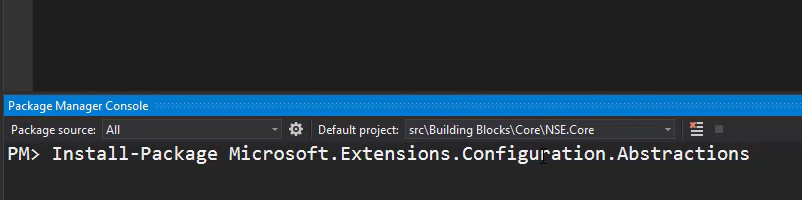 Package Manager Console
Package source: All Default project: src\Building Blocks\Core\NSE.Core
PM> Install-Package Microsoft.Extensions.Configuration.Abstractions